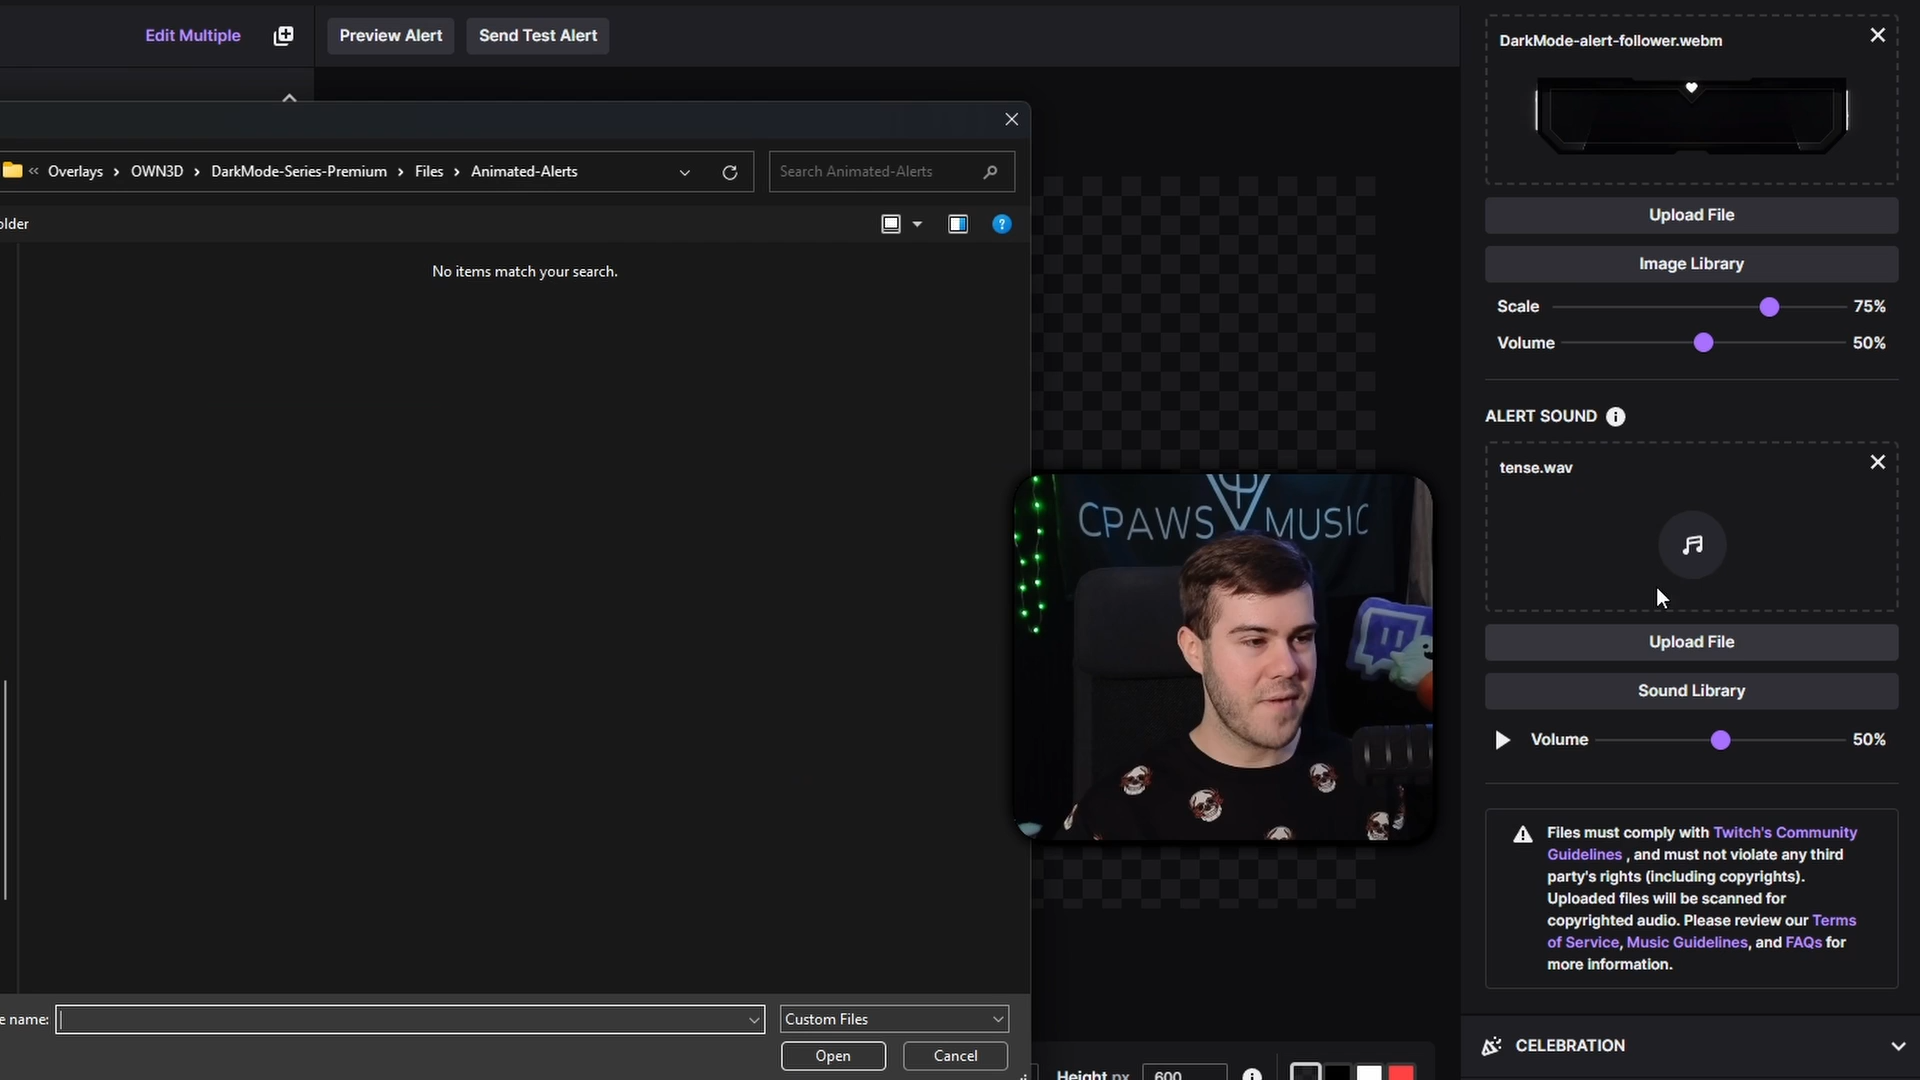 Edit Multiple
Preview Alert
Send Test Alert
DarkMode-alert-follower.webm
« Overlays › OWN3D › DarkMode-Series-Premium › Files › Animated-Alerts
Search Animated-Alerts
older
No items match your search.
Upload File
Image Library
Scale 75%
Volume 50%
ALERT SOUND
tense.wav
CPAWS MUSIC
Upload File
Sound Library
Volume 50%
Files must comply with Twitch's Community
Guidelines , and must not violate any third
party's rights (including copyrights).
Uploaded files will be scanned for
copyrighted audio. Please review our Terms
of Service, Music Guidelines, and FAQs for
more information.
e name:
Custom Files
Open
Cancel
CELEBRATION
Height px 600